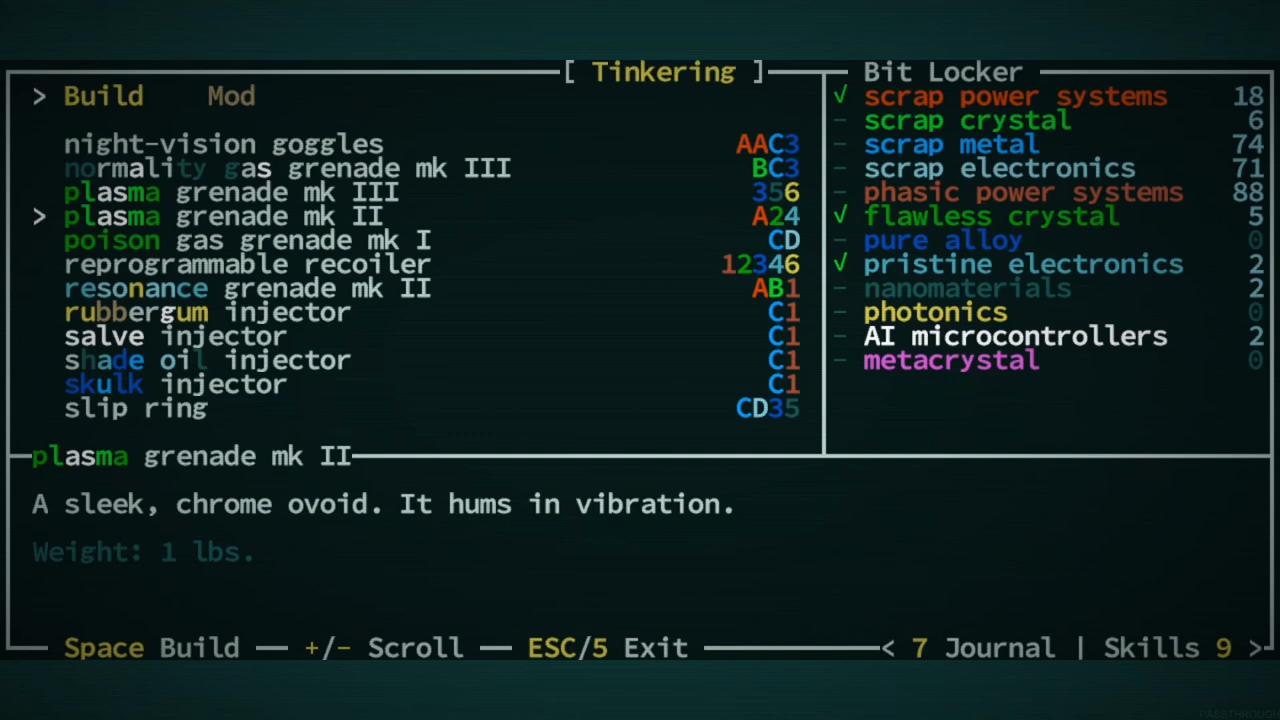 [ Tinkering ] Bit Locker
> Build Mod
√ scrap power systems 18
- scrap crystal 6
night-vision goggles AAC3 - scrap metal 74
normality gas grenade mk III BC3 - scrap electronics 71
plasma grenade mk III 356 - phasic power systems 88
> plasma grenade mk II A24 √ flawless crystal 5
poison gas grenade mk I CD - pure alloy 0
reprogrammable recoiler 12346 √ pristine electronics 2
resonance grenade mk II AB1 - nanomaterials 2
rubbergum injector C1 - photonics 0
salve injector C1 - AI microcontrollers 2
shade oil injector C1 - metacrystal 0
skulk injector C1
slip ring CD35
plasma grenade mk II
A sleek, chrome ovoid. It hums in vibration.
Weight: 1 lbs.
Space Build — +/- Scroll — ESC/5 Exit < 7 Journal | Skills 9 >